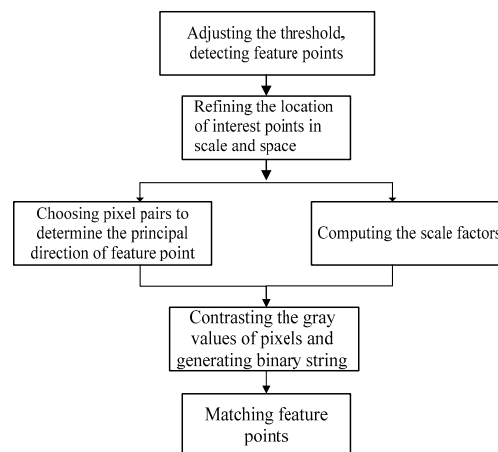 Adjusting the threshold,
detecting feature points
Refining the location
of interest points in
scale and space
Choosing pixel pairs to
determine the principal
direction of feature point
Computing the scale factors
Contrasting the gray
values of pixels and
generating binary string
Matching feature
points